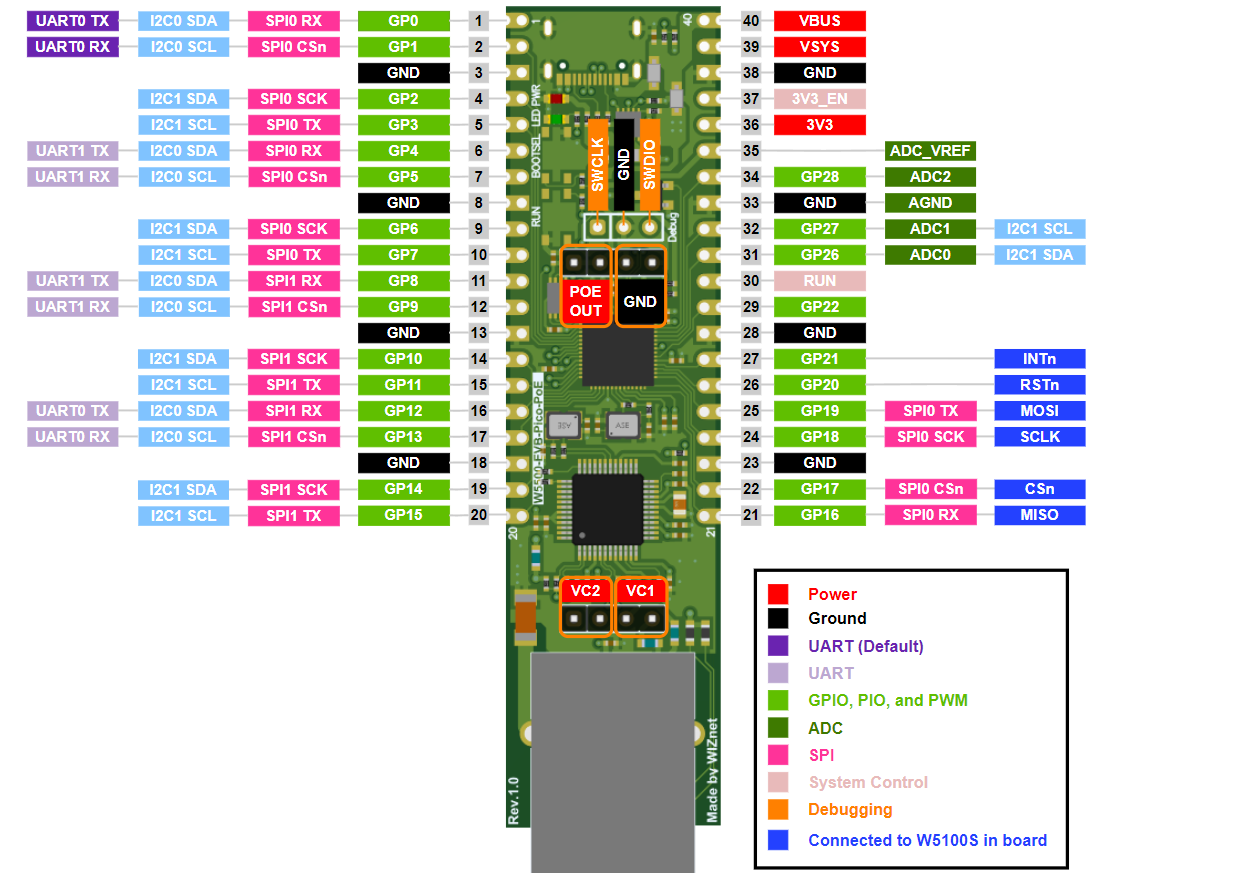 UART0 TX I2C0 SDA SPI0 RX GP0 1 1 40 40 VBUS
UART0 RX I2C0 SCL SPI0 CSn GP1 2 39 VSYS
GND 3 38 GND
I2C1 SDA SPI0 SCK GP2 4 37 3V3_EN
I2C1 SCL SPI0 TX GP3 5 36 3V3
UART1 TX I2C0 SDA SPI0 RX GP4 6 35 ADC_VREF
UART1 RX I2C0 SCL SPI0 CSn GP5 7 34 GP28 ADC2
GND 8 33 GND AGND
I2C1 SDA SPI0 SCK GP6 9 32 GP27 ADC1 I2C1 SCL
I2C1 SCL SPI0 TX GP7 10 31 GP26 ADC0 I2C1 SDA
UART1 TX I2C0 SDA SPI1 RX GP8 11 30 RUN
UART1 RX I2C0 SCL SPI1 CSn GP9 12 29 GP22
GND 13 28 GND
I2C1 SDA SPI1 SCK GP10 14 27 GP21 INTn
I2C1 SCL SPI1 TX GP11 15 26 GP20 RSTn
UART0 TX I2C0 SDA SPI1 RX GP12 16 25 GP19 SPI0 TX MOSI
UART0 RX I2C0 SCL SPI1 CSn GP13 17 24 GP18 SPI0 SCK SCLK
GND 18 23 GND
I2C1 SDA SPI1 SCK GP14 19 22 GP17 SPI0 CSn CSn
I2C1 SCL SPI1 TX GP15 20 21 GP16 SPI0 RX MISO
LED PWR
BOOTSEL
RUN
SWCLK
GND
SWDIO
Debug
POE
OUT
GND
W5500-EVB-Pico-PoE
ASE
ASE
20
21
VC2
VC1
Rev.1.0
Made by WIZnet
Power
Ground
UART (Default)
UART
GPIO, PIO, and PWM
ADC
SPI
System Control
Debugging
Connected to W5100S in board